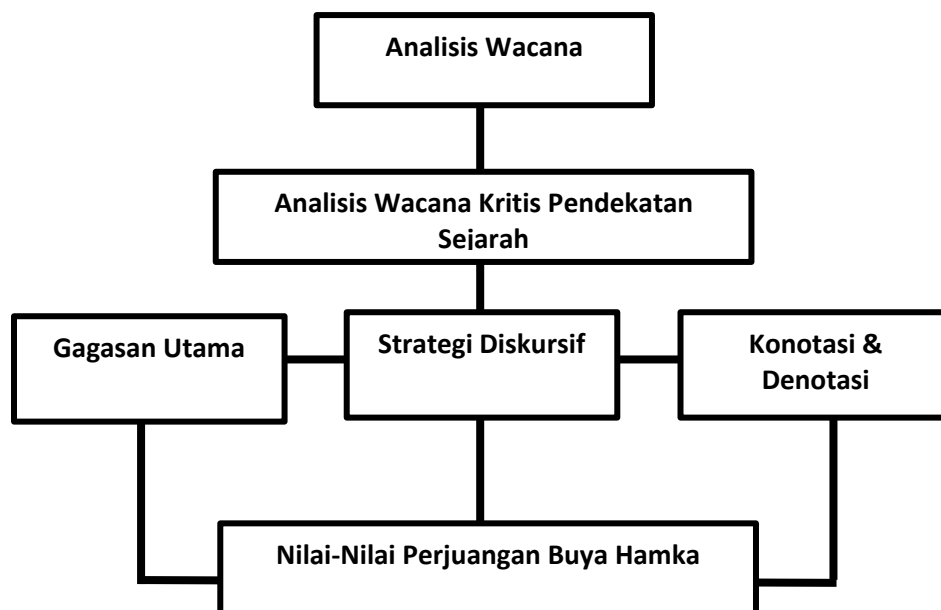 Analisis Wacana
Analisis Wacana Kritis Pendekatan
Sejarah
Gagasan Utama
Strategi Diskursif
Konotasi &
Denotasi
Nilai-Nilai Perjuangan Buya Hamka